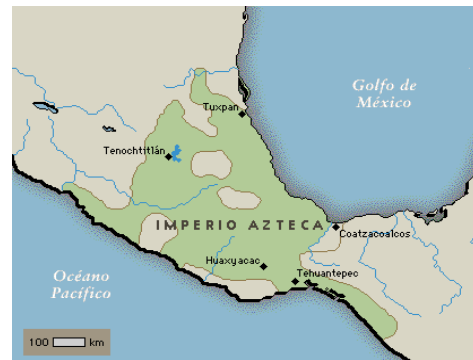 Golfo de
México
Tuxpan
Tenochtitlán
IMPERIO AZTECA
Coatzacoalcos
Huaxyacac
Tehuantepec
Océano
Pacífico
100 km